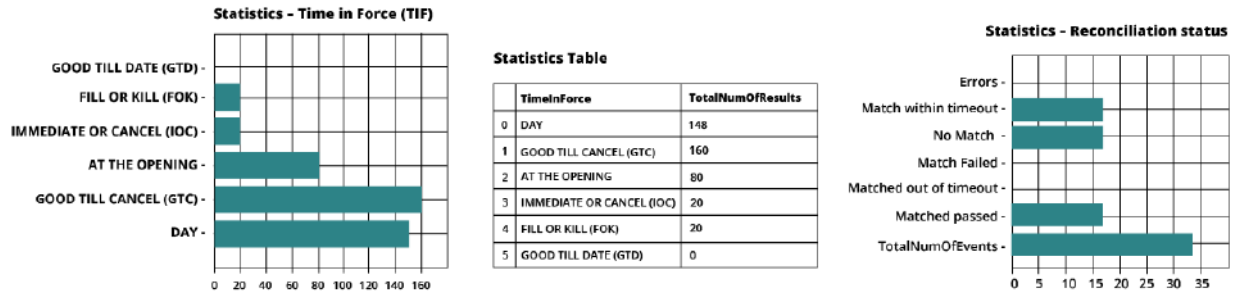 Statistics – Time in Force (TIF)
GOOD TILL DATE (GTD) -
FILL OR KILL (FOK) -
IMMEDIATE OR CANCEL (IOC) -
AT THE OPENING -
GOOD TILL CANCEL (GTC) -
DAY -
0 20 40 60 80 100 120 140 160
Statistics Table
TimeInForce TotalNumOfResults
0 DAY 148
1 GOOD TILL CANCEL (GTC) 160
2 AT THE OPENING 80
3 IMMEDIATE OR CANCEL (IOC) 20
4 FILL OR KILL (FOK) 20
5 GOOD TILL DATE (GTD) 0
Statistics – Reconciliation status
Errors -
Match within timeout -
No Match -
Match Failed -
Matched out of timeout -
Matched passed -
TotalNumOfEvents -
0 5 10 15 20 25 30 35